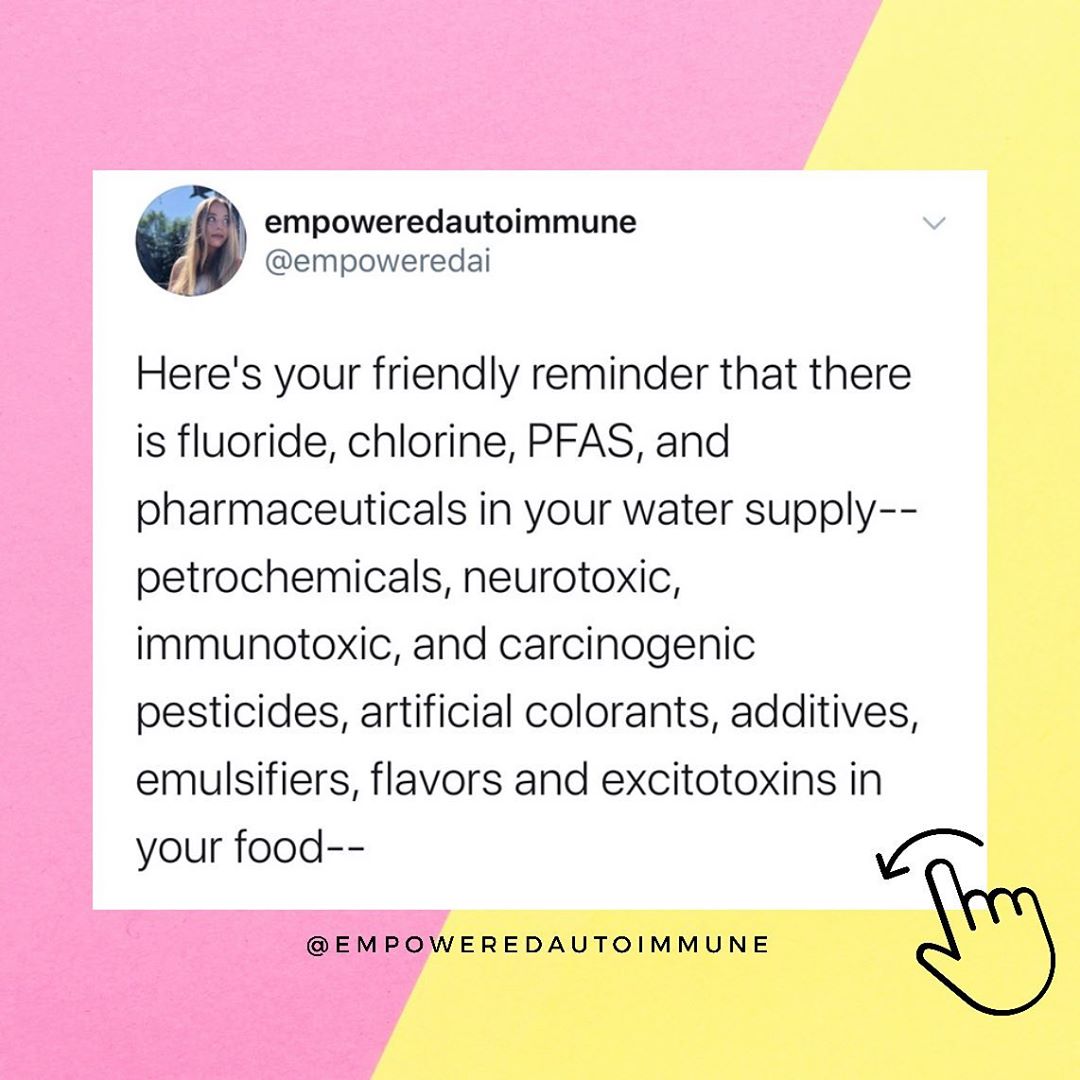 empoweredautoimmune
@empoweredai
Here's your friendly reminder that there
is fluoride, chlorine, PFAS, and
pharmaceuticals in your water supply--
petrochemicals, neurotoxic,
immunotoxic, and carcinogenic
pesticides, artificial colorants, additives,
emulsifiers, flavors and excitotoxins in
your food--
@EMPOWEREDAUTOIMMUNE